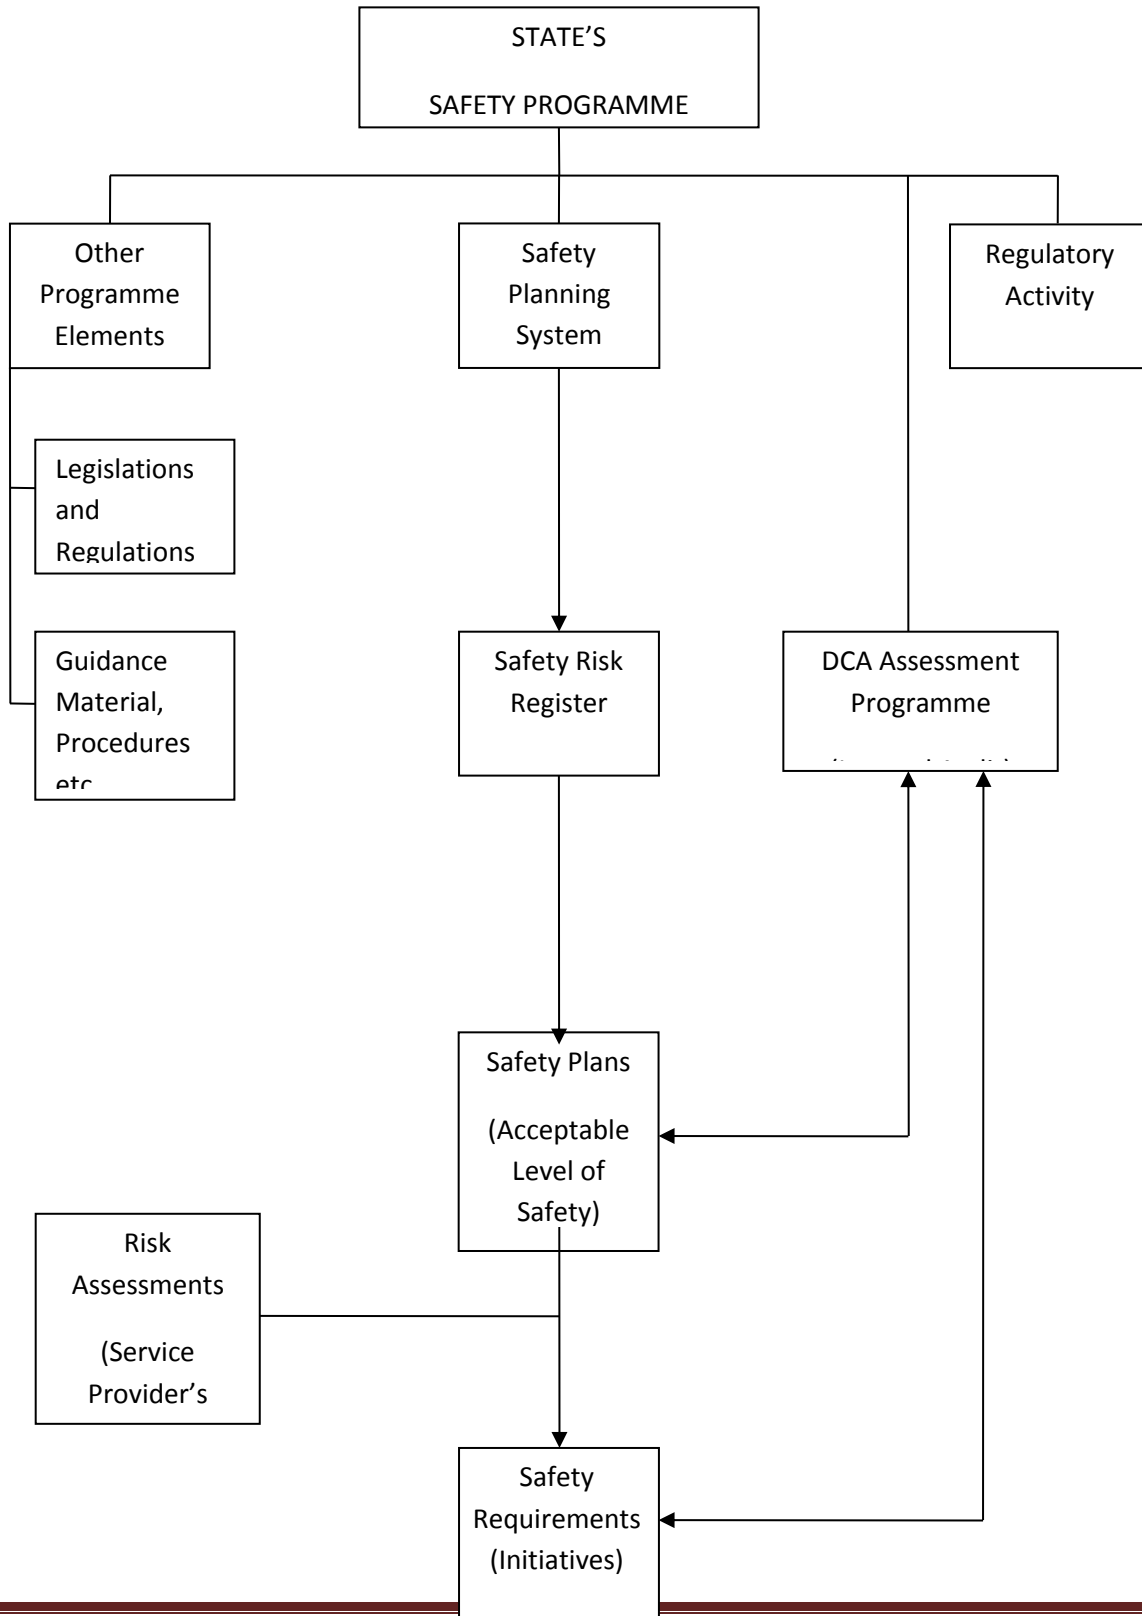 STATE’S
SAFETY PROGRAMME
Other
Programme
Elements
Safety
Planning
System
Regulatory
Activity
Legislations
and
Regulations
Guidance
Material,
Procedures
etc
Safety Risk
Register
DCA Assessment
Programme
Safety Plans
(Acceptable
Level of
Safety)
Risk
Assessments
(Service
Provider’s
Safety
Requirements
(Initiatives)